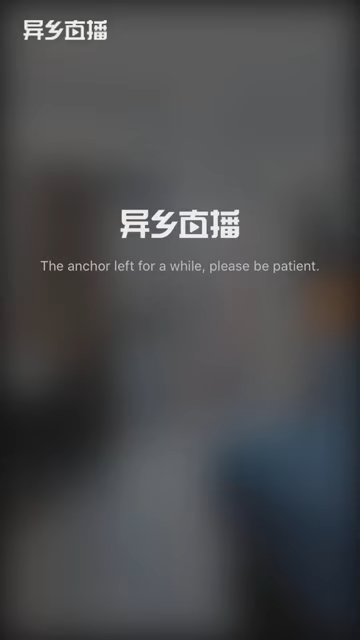 异乡直播
异乡直播
The anchor left for a while, please be patient.